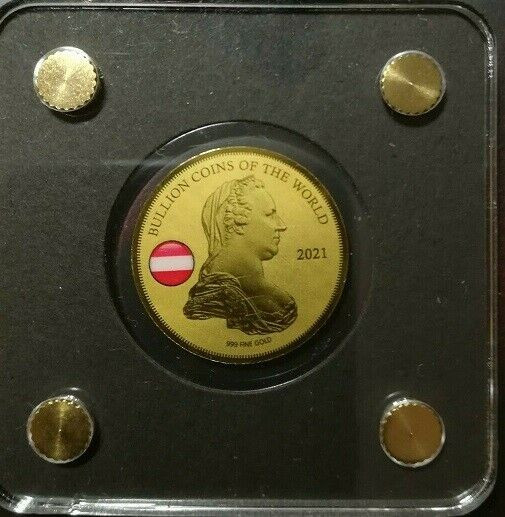 BULLION COINS OF THE WORLD
2021
999 FINE GOLD